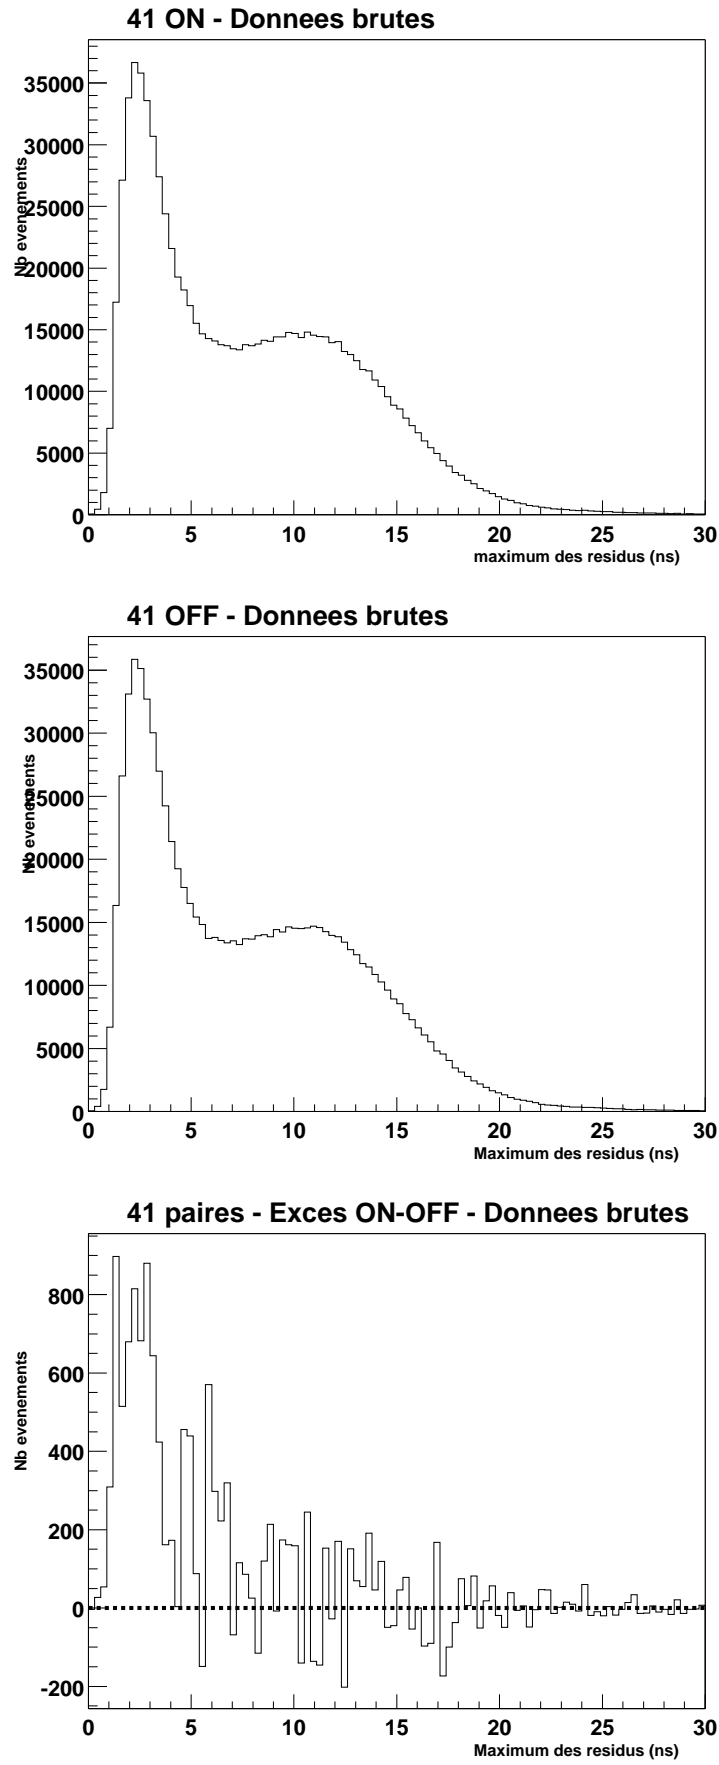 41 ON - Donnees brutes
Nb evenements
35000
30000
25000
20000
15000
10000
5000
0
0 5 10 15 20 25 30
maximum des residus (ns)
41 OFF - Donnees brutes
Nb evenements
35000
30000
25000
20000
15000
10000
5000
0
0 5 10 15 20 25 30
Maximum des residus (ns)
41 paires - Exces ON-OFF - Donnees brutes
Nb evenements
800
600
400
200
0
-200
0 5 10 15 20 25 30
Maximum des residus (ns)